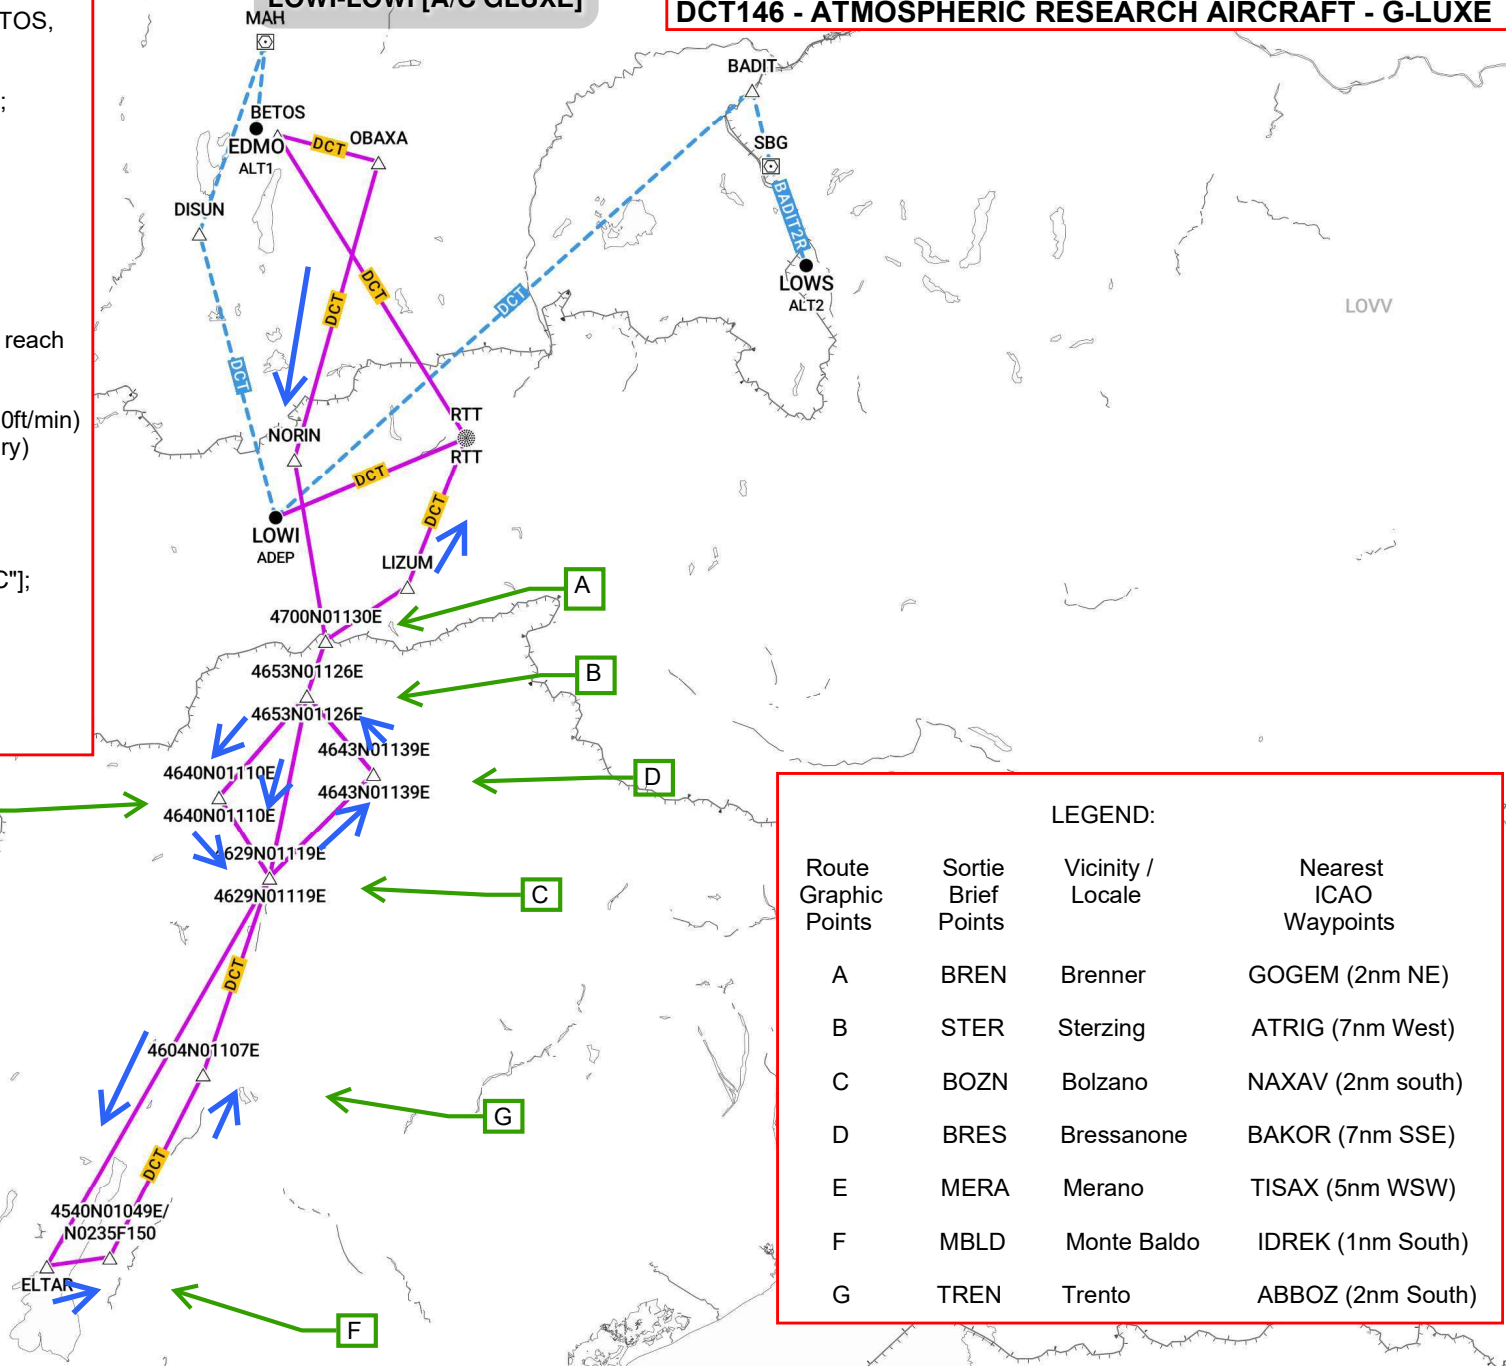 LOWI-LOWI [A/C GLUXE]
DCT146 - ATMOSPHERIC RESEARCH AIRCRAFT - G-LUXE
TOS,
;
reach
0ft/min)
ry)
C"];
MAH
BETOS
EDMO
ALT1
DCT
OBAXA
DISUN
BADIT
SBG
BADIT2R
LOWS
ALT2
LOVV
DCT
DCT
DCT
DCT
NORIN
RTT
RTT
DCT
DCT
LOWI
ADEP
LIZUM
A
4700N01130E
4653N01126E
B
4653N01126E
4643N01139E
4640N01110E
D
4643N01139E
4640N01110E
4629N01119E
4629N01119E
C
DCT
4604N01107E
G
DCT
4540N01049E/
N0235F150
ELTAR
F
LEGEND:
Route Graphic Points Sortie Brief Points Vicinity / Locale Nearest ICAO Waypoints
A BREN Brenner GOGEM (2nm NE)
B STER Sterzing ATRIG (7nm West)
C BOZN Bolzano NAXAV (2nm south)
D BRES Bressanone BAKOR (7nm SSE)
E MERA Merano TISAX (5nm WSW)
F MBLD Monte Baldo IDREK (1nm South)
G TREN Trento ABBOZ (2nm South)